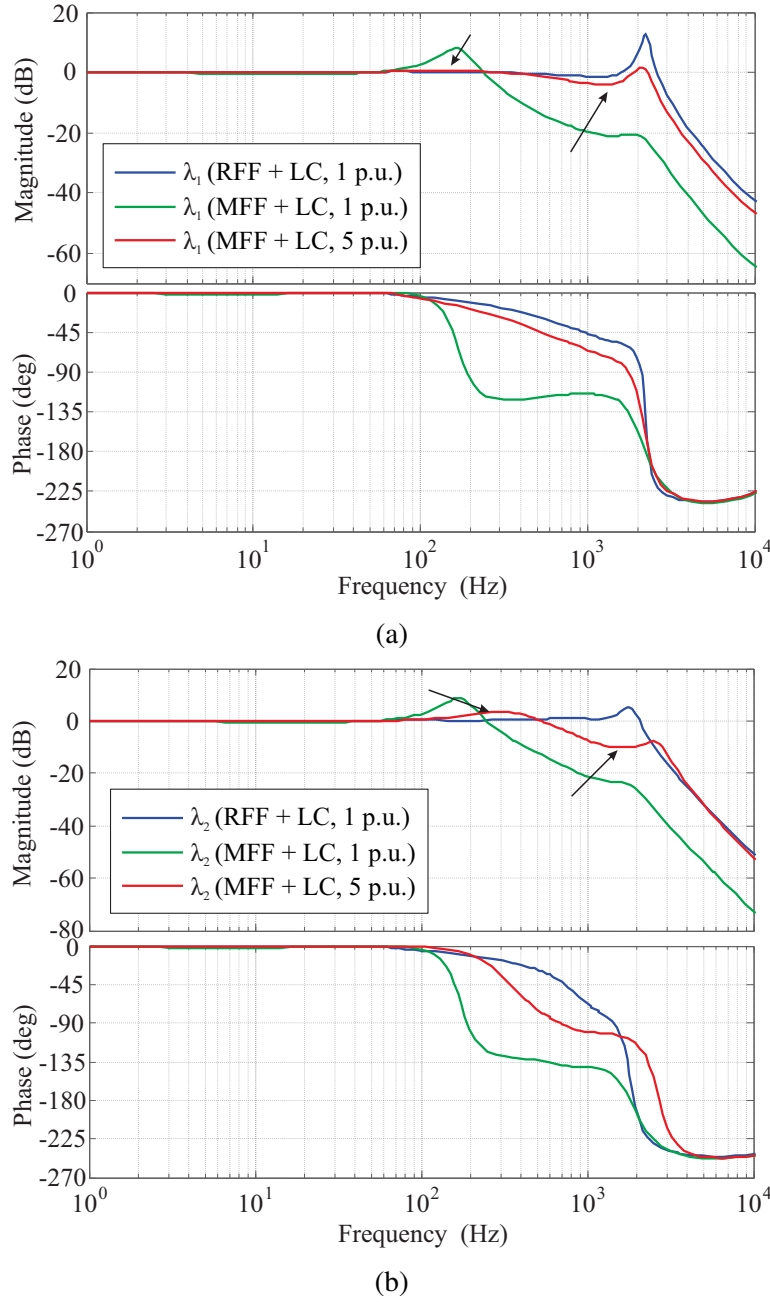 20
0
-20
-40
-60
Magnitude (dB)
λ1 (RFF + LC, 1 p.u.)
λ1 (MFF + LC, 1 p.u.)
λ1 (MFF + LC, 5 p.u.)
0
-45
-90
-135
-180
-225
-270
Phase (deg)
10^0 10^1 10^2 10^3 10^4
Frequency (Hz)
(a)
20
0
-20
-40
-60
-80
Magnitude (dB)
λ2 (RFF + LC, 1 p.u.)
λ2 (MFF + LC, 1 p.u.)
λ2 (MFF + LC, 5 p.u.)
0
-45
-90
-135
-180
-225
-270
Phase (deg)
10^0 10^1 10^2 10^3 10^4
Frequency (Hz)
(b)